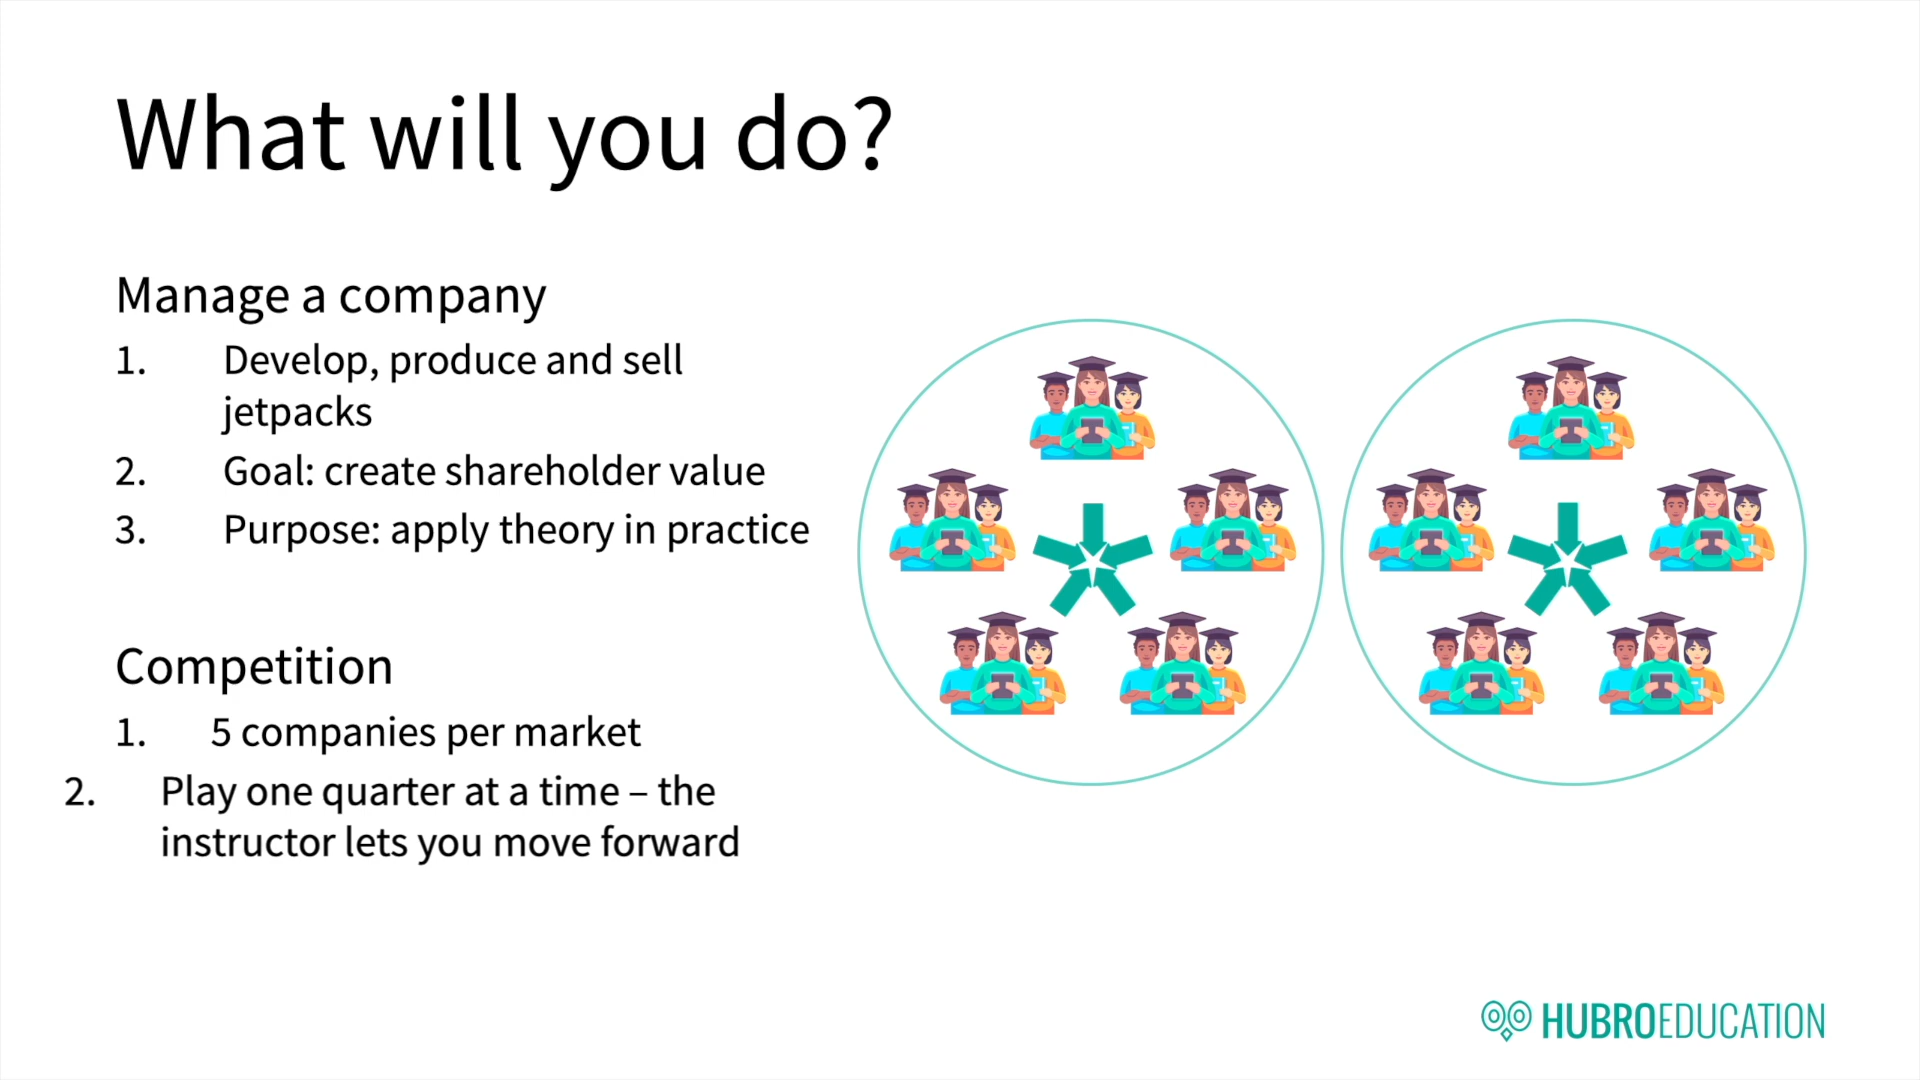 What will you do?
Manage a company
1. Develop, produce and sell
jetpacks
2. Goal: create shareholder value
3. Purpose: apply theory in practice
Competition
1. 5 companies per market
2. Play one quarter at a time – the
instructor lets you move forward
HUBROEDUCATION